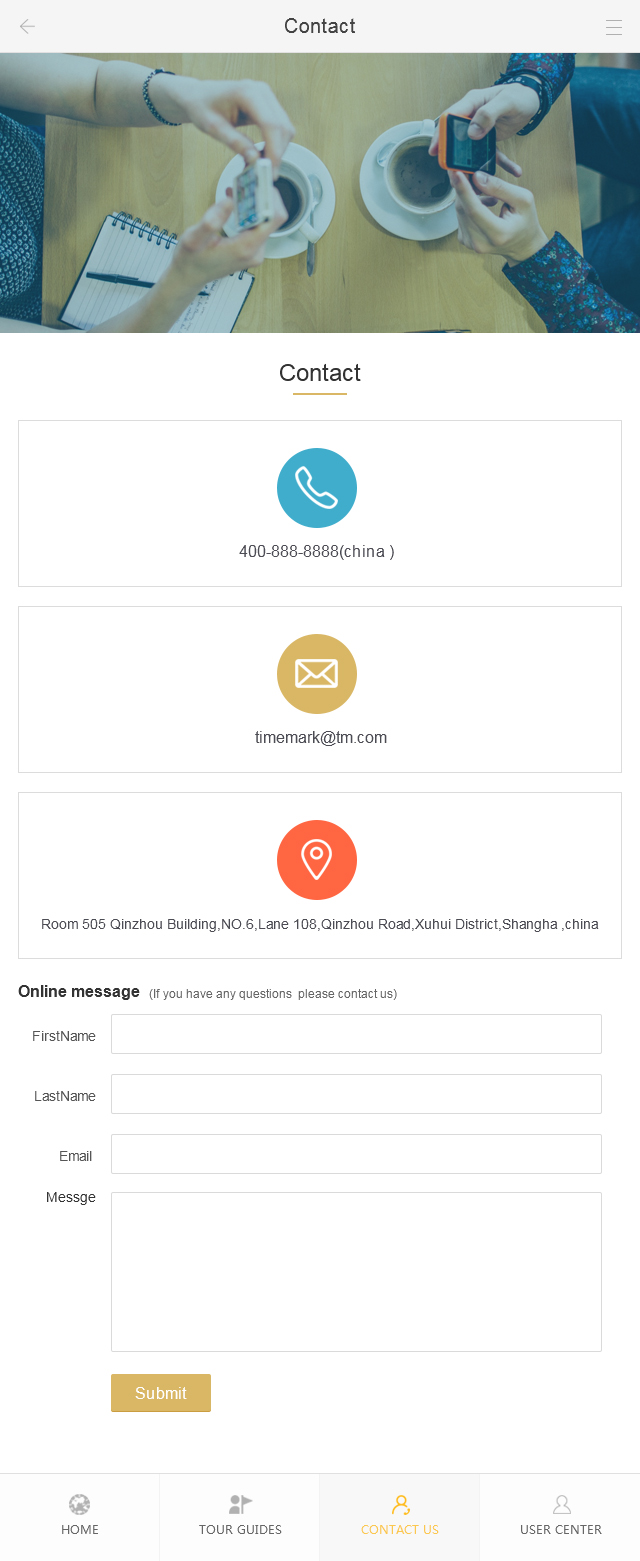 Contact
Contact
400-888-8888(china )
timemark@tm.com
Room 505 Qinzhou Building,NO.6,Lane 108,Qinzhou Road,Xuhui District,Shangha ,china
Online message (If you have any questions please contact us)
FirstName
LastName
Email
Messge
Submit
HOME
TOUR GUIDES
CONTACT US
USER CENTER